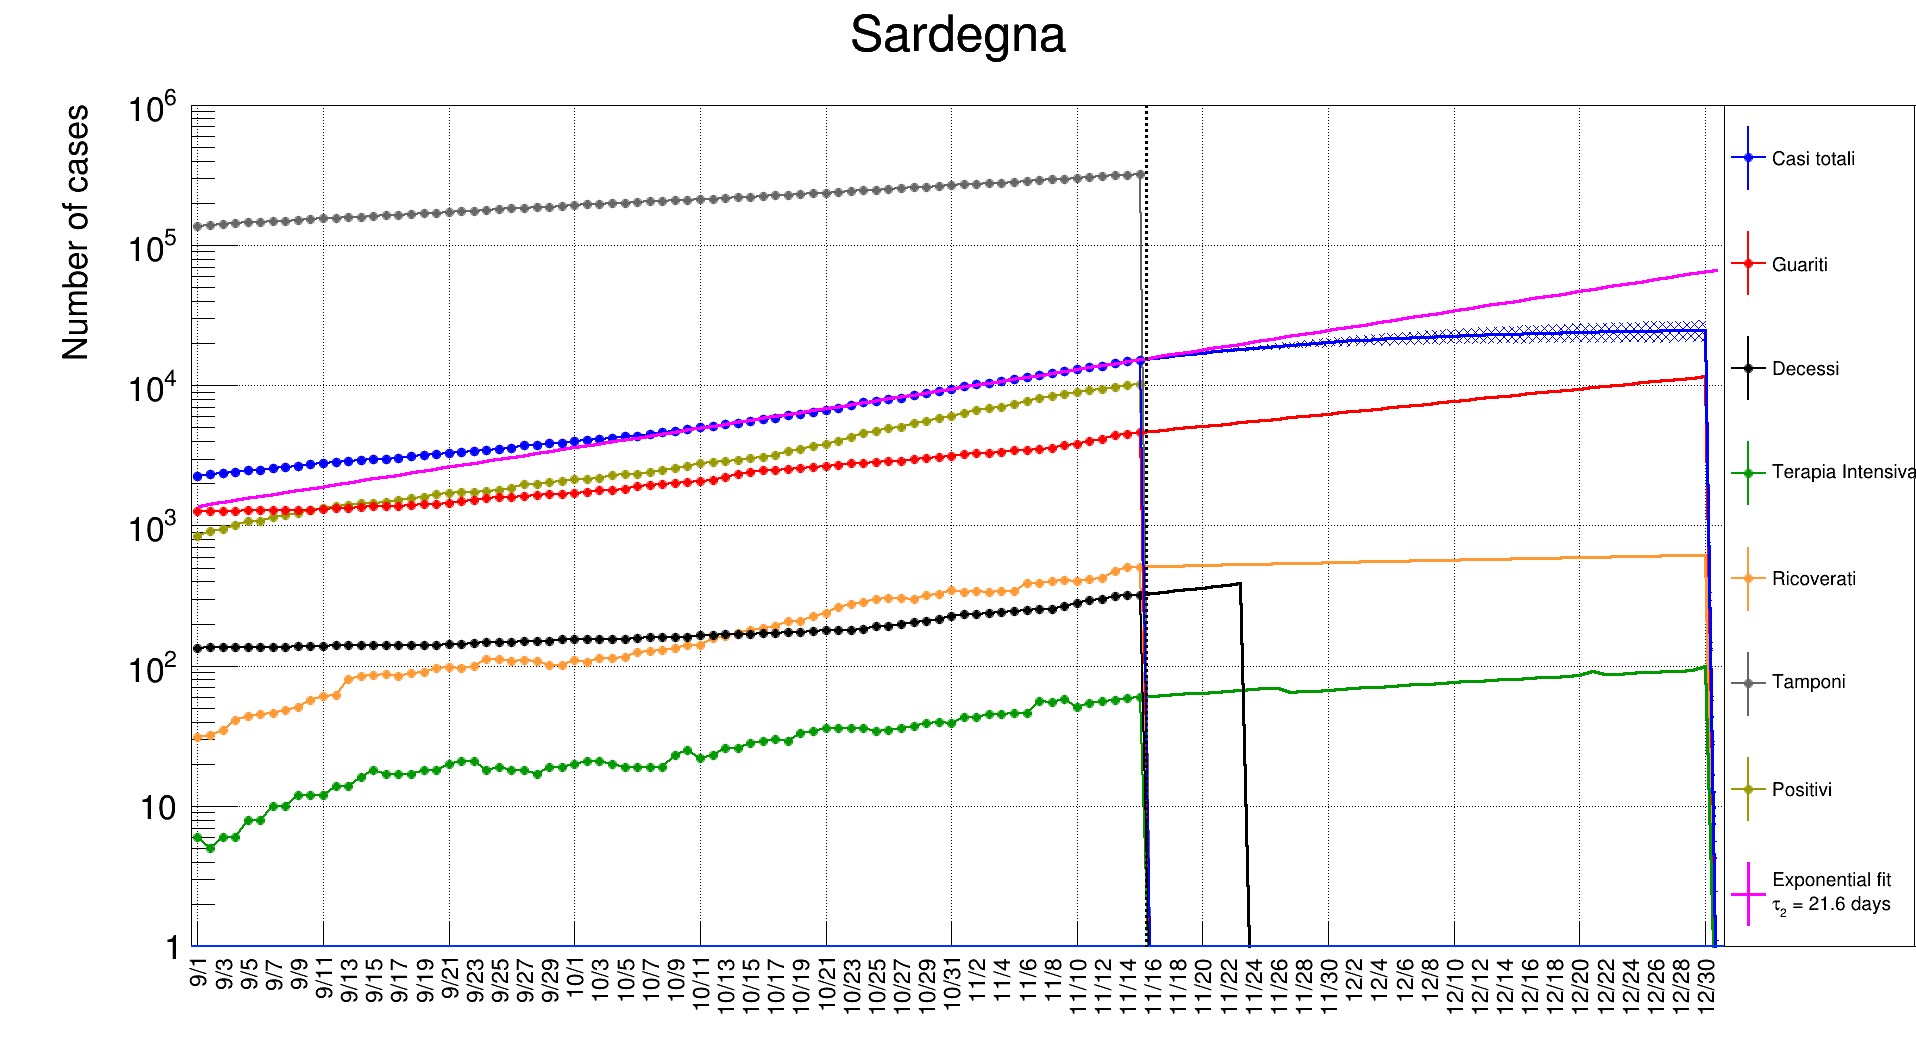 Sardegna
Number of cases
10^6
10^5
10^4
10^3
10^2
10
1
9/1 9/3 9/5 9/7 9/9 9/11 9/13 9/15 9/17 9/19 9/21 9/23 9/25 9/27 9/29 10/1 10/3 10/5 10/7 10/9 10/11 10/13 10/15 10/17 10/19 10/21 10/23 10/25 10/27 10/29 10/31 11/2 11/4 11/6 11/8 11/10 11/12 11/14 11/16 11/18 11/20 11/22 11/24 11/26 11/28 11/30 12/2 12/4 12/6 12/8 12/10 12/12 12/14 12/16 12/18 12/20 12/22 12/24 12/26 12/28 12/30
Casi totali
Guariti
Decessi
Terapia Intensiva
Ricoverati
Tamponi
Positivi
Exponential fit
τ_2 = 21.6 days